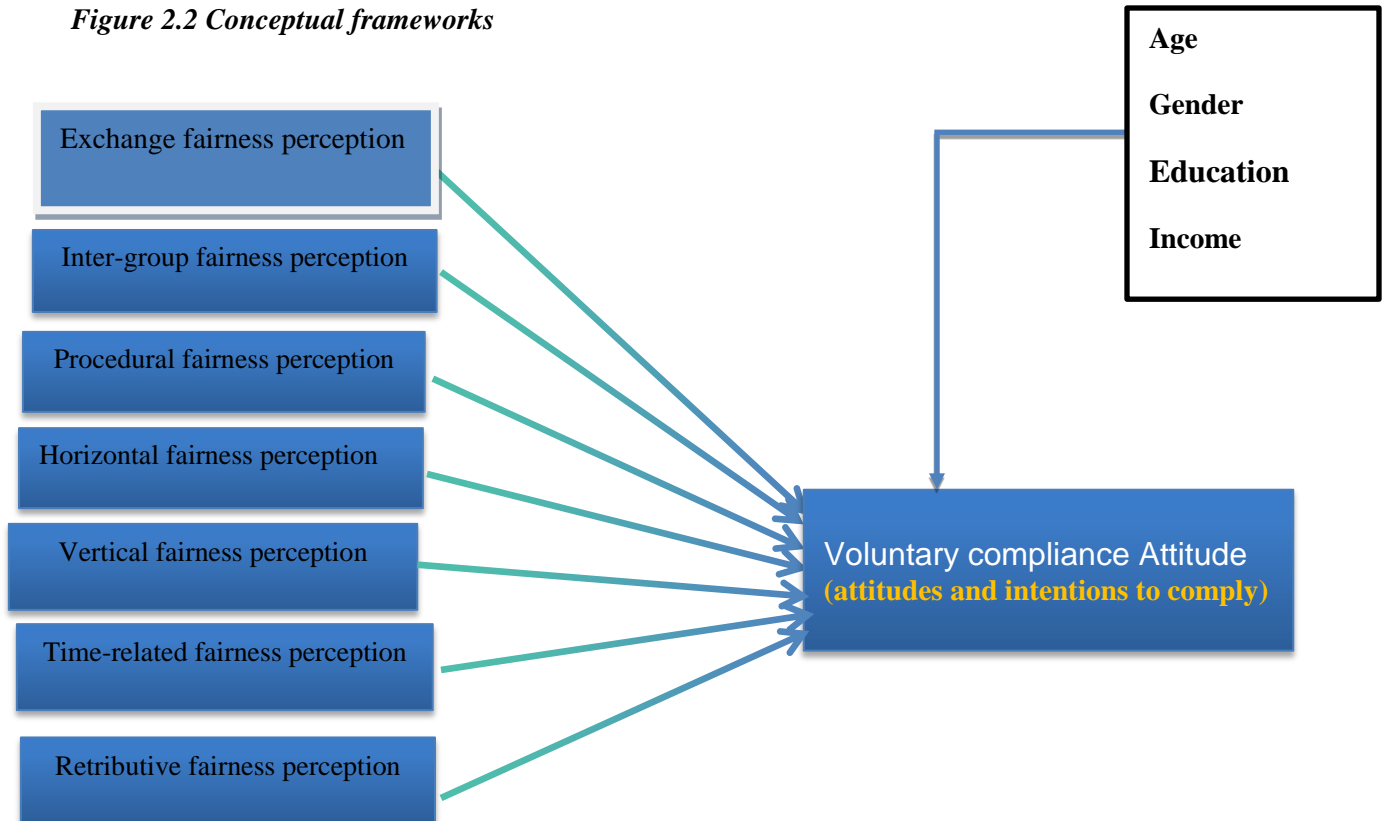 Figure 2.2 Conceptual frameworks
Age
Gender
Education
Income
Exchange fairness perception
Inter-group fairness perception
Procedural fairness perception
Horizontal fairness perception
Vertical fairness perception
Time-related fairness perception
Retributive fairness perception
Voluntary compliance Attitude
(attitudes and intentions to comply)